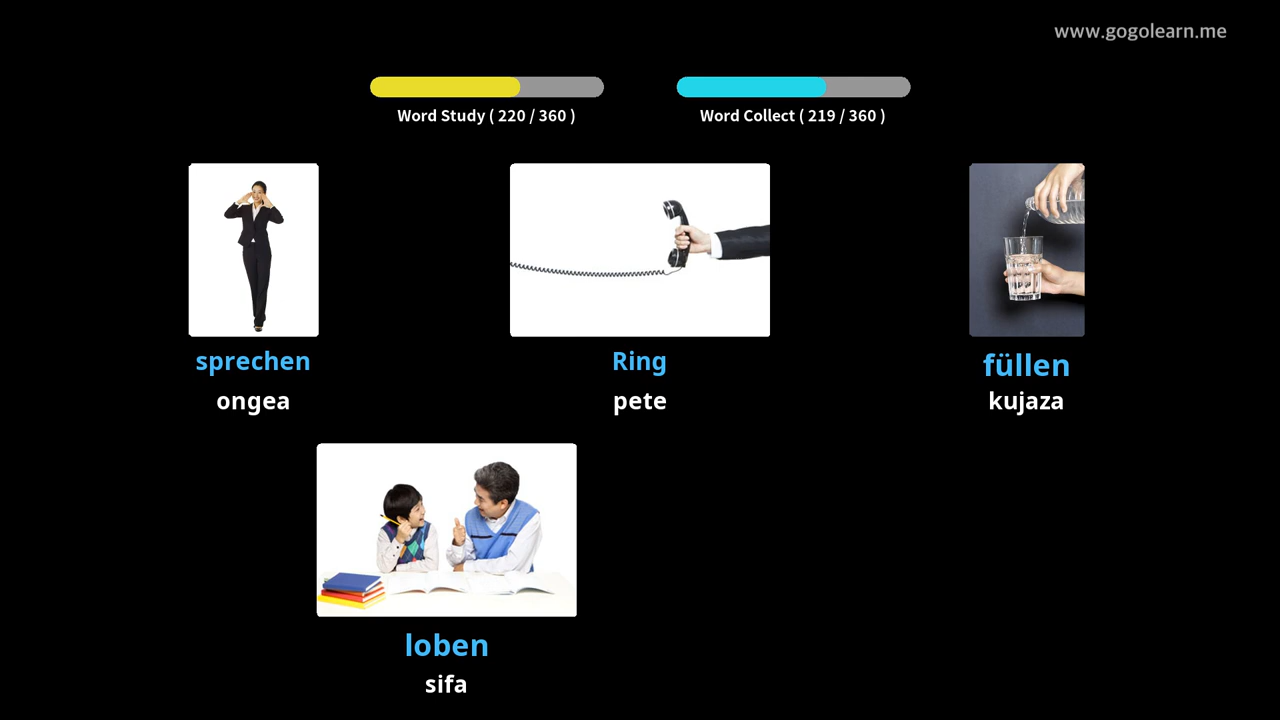 www.gogolearn.me
Word Study ( 220 / 360 )
Word Collect ( 219 / 360 )
sprechen
ongea
Ring
pete
füllen
kujaza
loben
sifa